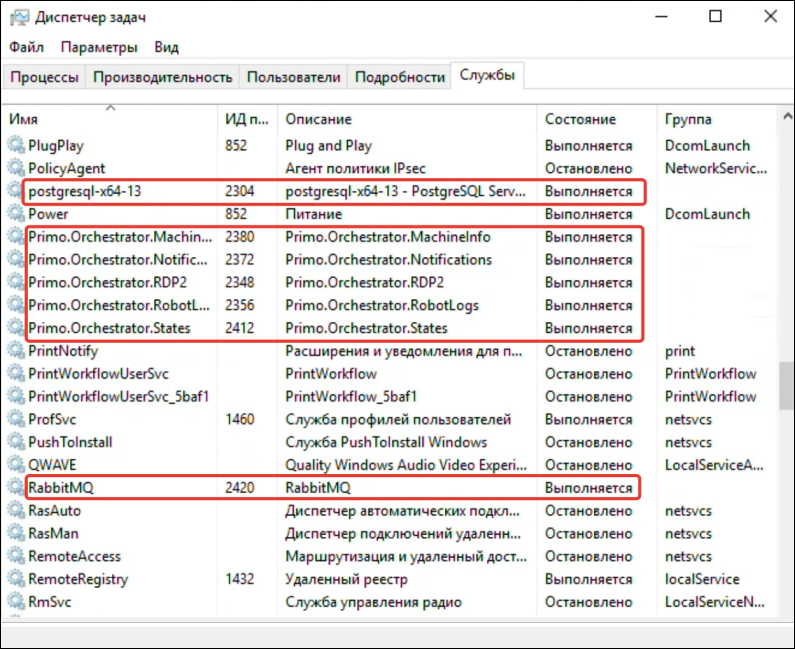 Диспетчер задач
Файл Параметры Вид
Процессы Производительность Пользователи Подробности Службы
Имя ИД п... Описание Состояние Группа
PlugPlay 852 Plug and Play Выполняется DcomLaunch
PolicyAgent Агент политики IPsec Остановлено NetworkServic...
postgresql-x64-13 2304 postgresql-x64-13 - PostgreSQL Serv... Выполняется
Power 852 Питание Выполняется DcomLaunch
Primo.Orchestrator.Machin... 2380 Primo.Orchestrator.MachineInfo Выполняется
Primo.Orchestrator.Notific... 2372 Primo.Orchestrator.Notifications Выполняется
Primo.Orchestrator.RDP2 2348 Primo.Orchestrator.RDP2 Выполняется
Primo.Orchestrator.RobotL... 2356 Primo.Orchestrator.RobotLogs Выполняется
Primo.Orchestrator.States 2412 Primo.Orchestrator.States Выполняется
PrintNotify Расширения и уведомления для п... Остановлено print
PrintWorkflowUserSvc PrintWorkflow Остановлено PrintWorkflow
PrintWorkflowUserSvc_5baf1 PrintWorkflow_5baf1 Остановлено PrintWorkflow
ProfSvc 1460 Служба профилей пользователей Выполняется netsvcs
PushToInstall Служба PushToInstall Windows Остановлено netsvcs
QWAVE Quality Windows Audio Video Experi... Остановлено LocalServiceA...
RabbitMQ 2420 RabbitMQ Выполняется
RasAuto Диспетчер автоматических подкл... Остановлено netsvcs
RasMan Диспетчер подключений удаленн... Остановлено netsvcs
RemoteAccess Маршрутизация и удаленный дост... Остановлено netsvcs
RemoteRegistry 1432 Удаленный реестр Выполняется localService
RmSvc Служба управления радио Остановлено LocalServiceN...